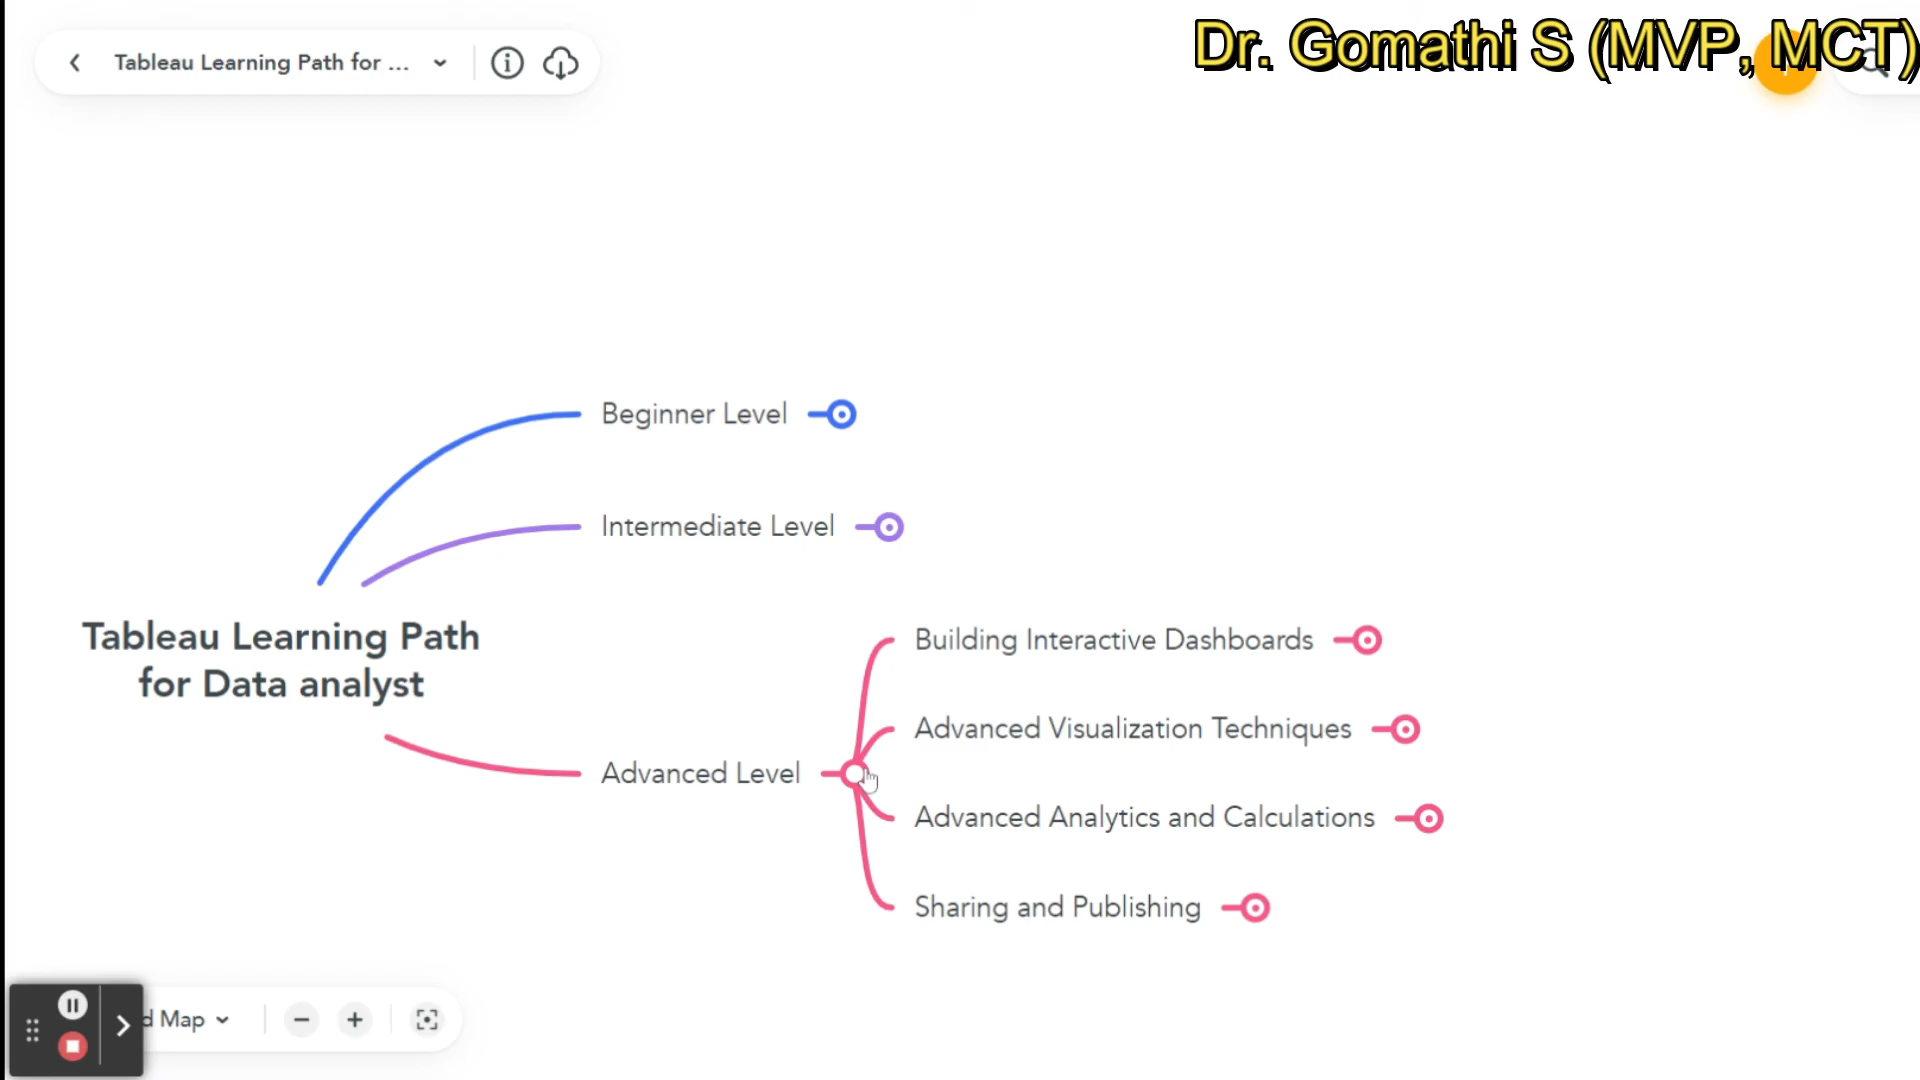 Dr. Gomathi S (MVP, MCT)
Tableau Learning Path for ...
Beginner Level
Intermediate Level
Tableau Learning Path
for Data analyst
Building Interactive Dashboards
Advanced Visualization Techniques
Advanced Level
Advanced Analytics and Calculations
Sharing and Publishing
d Map